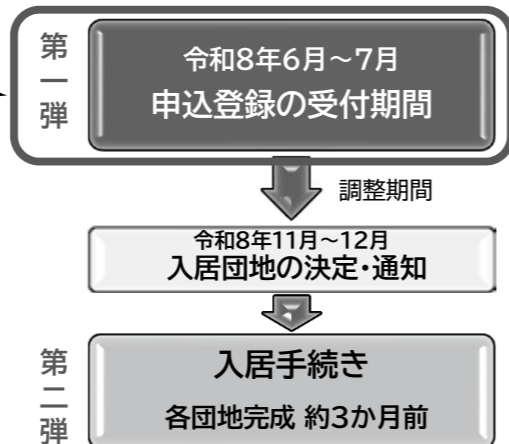 第一弾
令和8年6月～7月
申込登録の受付期間
調整期間
令和8年11月～12月
入居団地の決定・通知
第二弾
入居手続き
各団地完成 約3か月前